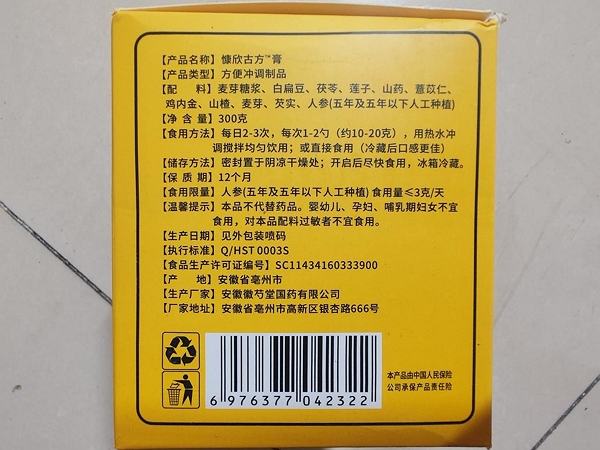 【产品名称】慷欣古方™膏
【产品类型】方便冲调制品
【配 料】麦芽糖浆、白扁豆、茯苓、莲子、山药、薏苡仁、
鸡内金、山楂、麦芽、芡实、人参(五年及五年以下人工种植)
【净 含 量】300克
【食用方法】每日2-3次，每次1-2勺（约10-20克），用热水冲
调搅拌均匀饮用；或直接食用（冷藏后口感更佳）
【储存方法】密封置于阴凉干燥处；开启后尽快食用，冰箱冷藏。
【保 质 期】12个月
【食用限量】人参(五年及五年以下人工种植) 食用量≤3克/天
【温馨提示】本品不代替药品。婴幼儿、孕妇、哺乳期妇女不宜
食用，对本品配料过敏者不宜食用。
【生产日期】见外包装喷码
【执行标准】Q/HST 0003S
【食品生产许可证编号】SC11434160333900
【产 地】安徽省亳州市
【生产厂家】安徽徽芍堂国药有限公司
【厂家地址】安徽省亳州市高新区银杏路666号
6 976377 042322
本产品由中国人民保险
公司承保产品责任险